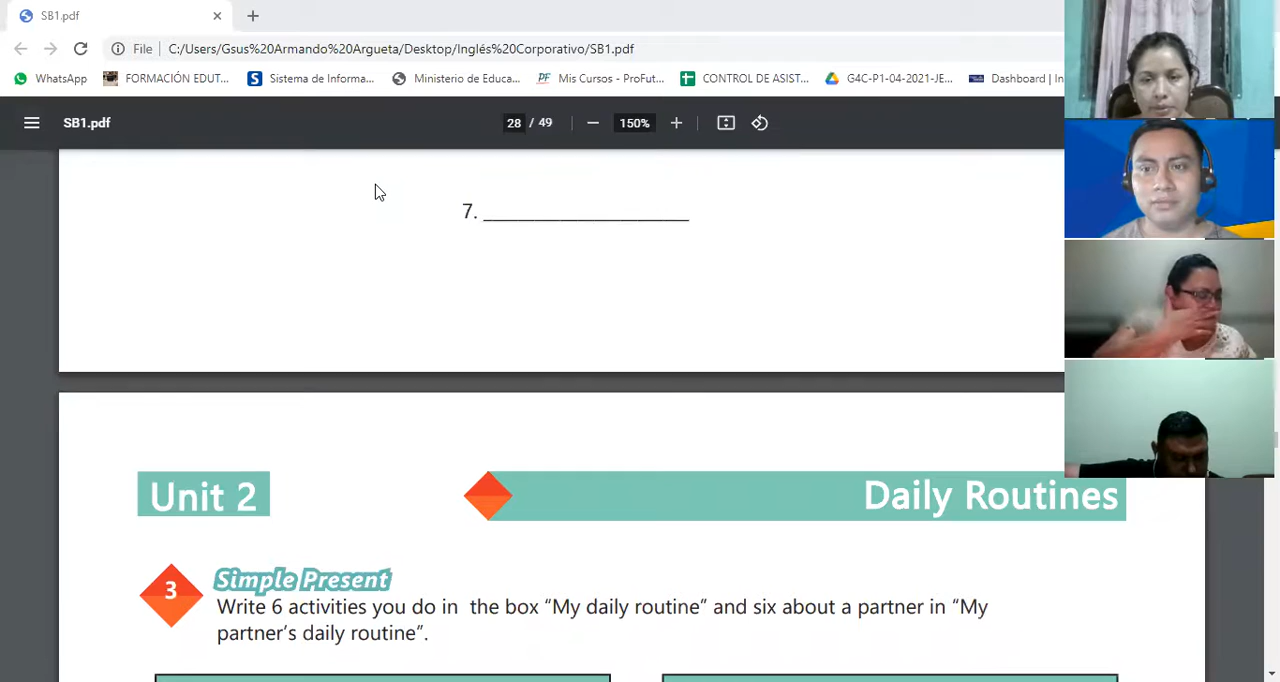 SB1.pdf
File
C:/Users/Gsus%20Armando%20Argueta/Desktop/Inglés%20Corporativo/SB1.pdf
WhatsApp
FORMACIÓN EDUT...
Sistema de Informa...
Ministerio de Educa...
Mis Cursos - ProFut...
CONTROL DE ASIST...
G4C-P1-04-2021-JE...
Dashboard | In
SB1.pdf
28 / 49
150%
7. ____________________
Unit 2
Daily Routines
3
Simple Present
Write 6 activities you do in the box “My daily routine” and six about a partner in “My
partner’s daily routine”.